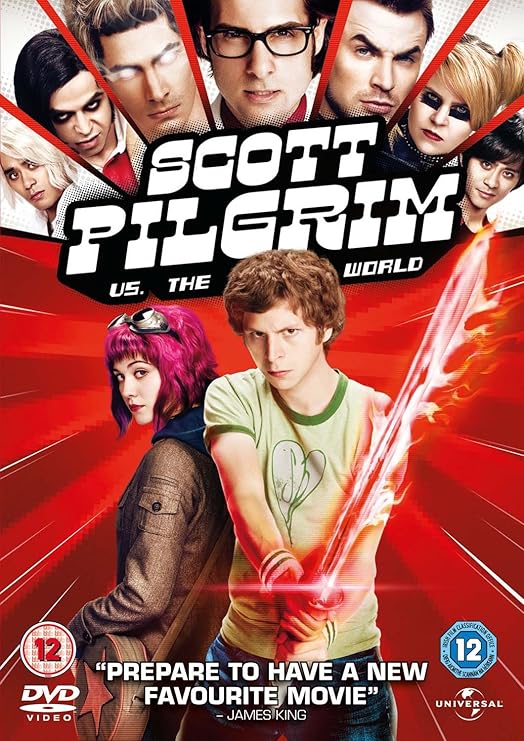 SCOTT
PILGRIM
VS. THE WORLD
12
DVD
VIDEO
"PREPARE TO HAVE A NEW
FAVOURITE MOVIE"
– JAMES KING
12
UNIVERSAL